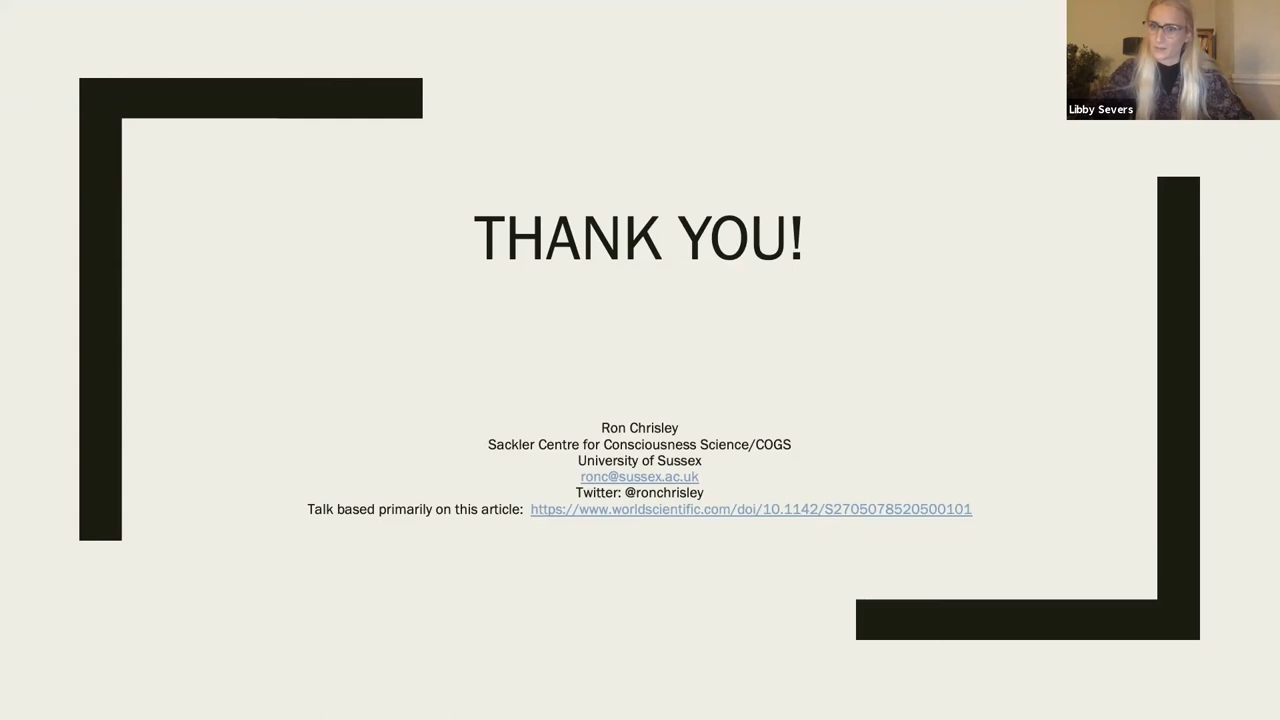 Libby Severs
THANK YOU!
Ron Chrisley
Sackler Centre for Consciousness Science/COGS
University of Sussex
ronc@sussex.ac.uk
Twitter: @ronchrisley
Talk based primarily on this article: https://www.worldscientific.com/doi/10.1142/S2705078520500101